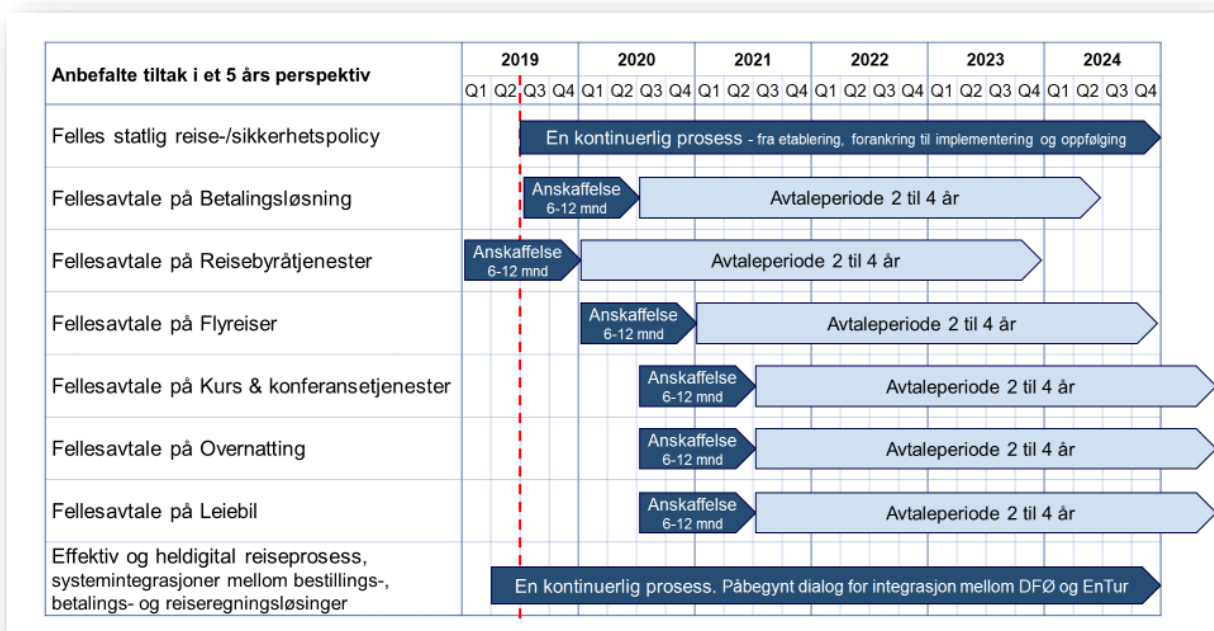 Anbefalte tiltak i et 5 års perspektiv
2019 2020 2021 2022 2023 2024
Q1 Q2 Q3 Q4 Q1 Q2 Q3 Q4 Q1 Q2 Q3 Q4 Q1 Q2 Q3 Q4 Q1 Q2 Q3 Q4 Q1 Q2 Q3 Q4
Felles statlig reise-/sikkerhetspolicy
En kontinuerlig prosess - fra etablering, forankring til implementering og oppfølging
Fellesavtale på Betalingsløsning
Anskaffelse
6-12 mnd
Avtaleperiode 2 til 4 år
Fellesavtale på Reisebyråtjenester
Anskaffelse
6-12 mnd
Avtaleperiode 2 til 4 år
Fellesavtale på Flyreiser
Anskaffelse
6-12 mnd
Avtaleperiode 2 til 4 år
Fellesavtale på Kurs & konferansetjenester
Anskaffelse
6-12 mnd
Avtaleperiode 2 til 4 år
Fellesavtale på Overnatting
Anskaffelse
6-12 mnd
Avtaleperiode 2 til 4 år
Fellesavtale på Leiebil
Anskaffelse
6-12 mnd
Avtaleperiode 2 til 4 år
Effektiv og heldigital reiseprosess,
systemintegrasjoner mellom bestillings-,
betalings- og reiseregningsløsinger
En kontinuerlig prosess. Påbegynt dialog for integrasjon mellom DFØ og EnTur